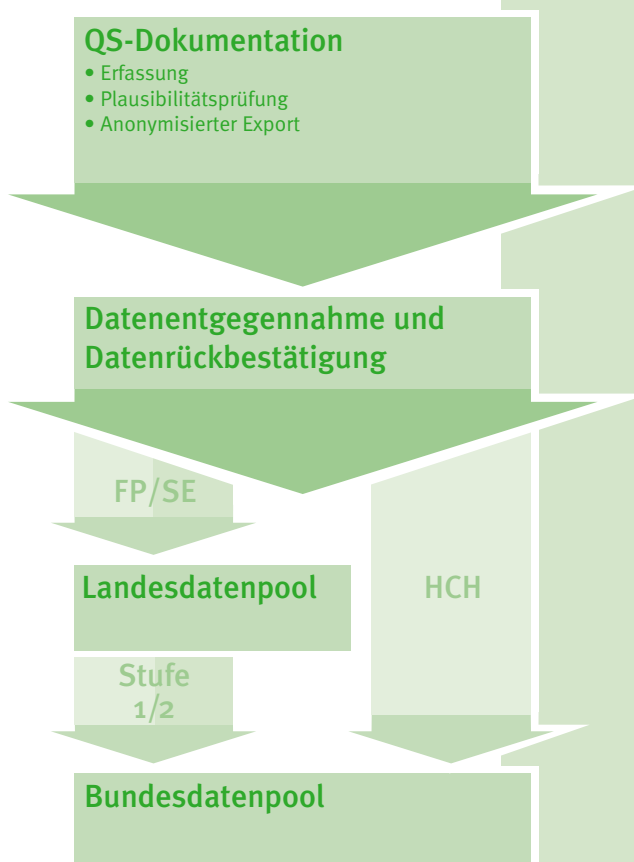 QS-Dokumentation
• Erfassung
• Plausibilitätsprüfung
• Anonymisierter Export
Datenentgegennahme und
Datenrückbestätigung
FP/SE
Landesdatenpool
HCH
Stufe
1/2
Bundesdatenpool